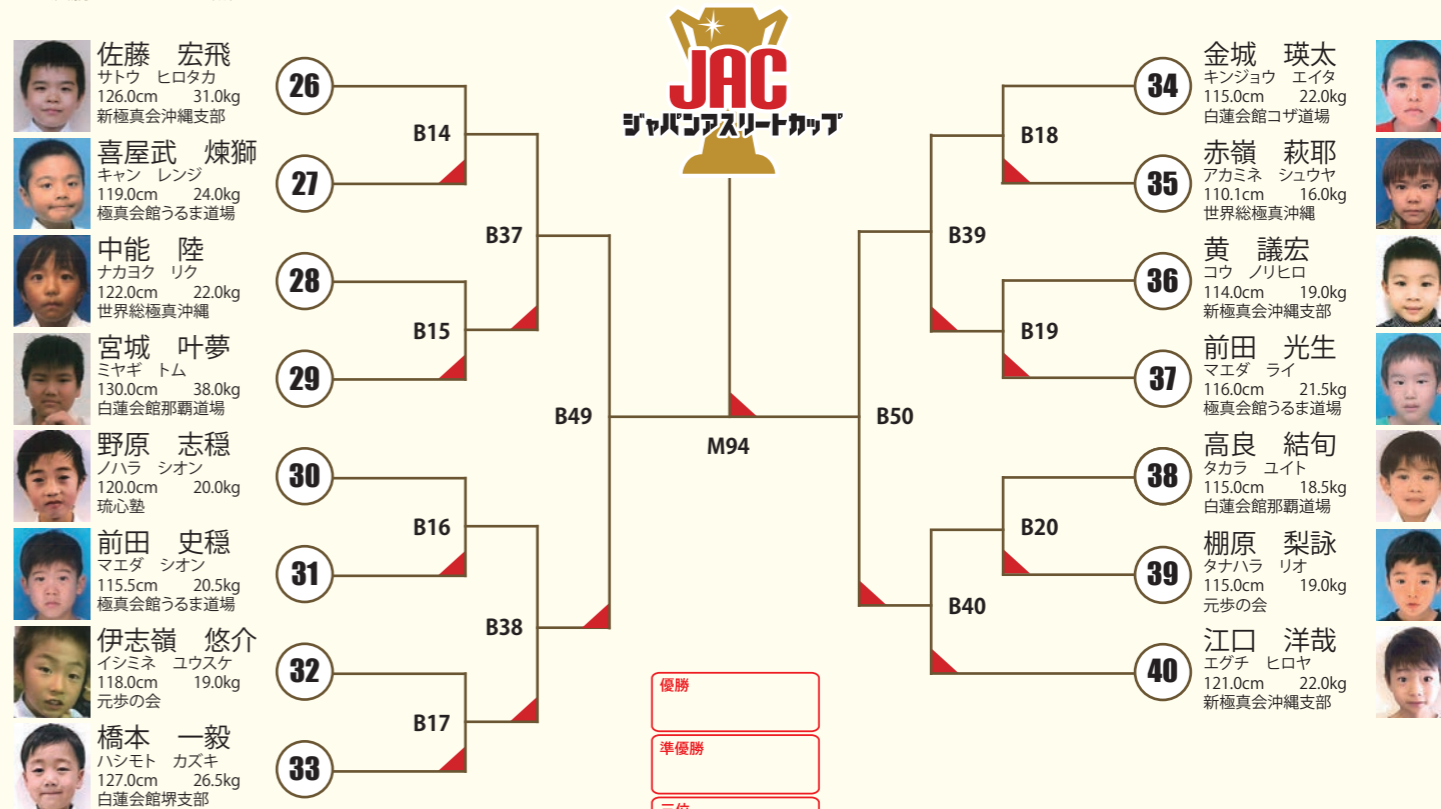 佐藤 宏飛
サトウ ヒロタカ
126.0cm 31.0kg
新極真会沖縄支部
26
喜屋武 煉獅
キャン レンジ
119.0cm 24.0kg
極真会館うるま道場
27
中能 陸
ナカヨク リク
122.0cm 22.0kg
世界総極真沖縄
28
宮城 叶夢
ミヤギ トム
130.0cm 38.0kg
白蓮会館那覇道場
29
野原 志穏
ノハラ シオン
120.0cm 20.0kg
琉心塾
30
前田 史穏
マエダ シオン
115.5cm 20.5kg
極真会館うるま道場
31
伊志嶺 悠介
イシミネ ユウスケ
118.0cm 19.0kg
元歩の会
32
橋本 一毅
ハシモト カズキ
127.0cm 26.5kg
白蓮会館堺支部
33
B14
B15
B16
B17
B37
B38
B49
JAC
ジャパンアスリートカップ
M94
優勝
準優勝
三位
B50
B39
B40
B18
B19
B20
34
金城 瑛太
キンジョウ エイタ
115.0cm 22.0kg
白蓮会館コザ道場
35
赤嶺 萩耶
アカミネ シュウヤ
110.1cm 16.0kg
世界総極真沖縄
36
黄 議宏
コウ ノリヒロ
114.0cm 19.0kg
新極真会沖縄支部
37
前田 光生
マエダ ライ
116.0cm 21.5kg
極真会館うるま道場
38
高良 結旬
タカラ ユイト
115.0cm 18.5kg
白蓮会館那覇道場
39
棚原 梨詠
タナハラ リオ
115.0cm 19.0kg
元歩の会
40
江口 洋哉
エグチ ヒロヤ
121.0cm 22.0kg
新極真会沖縄支部